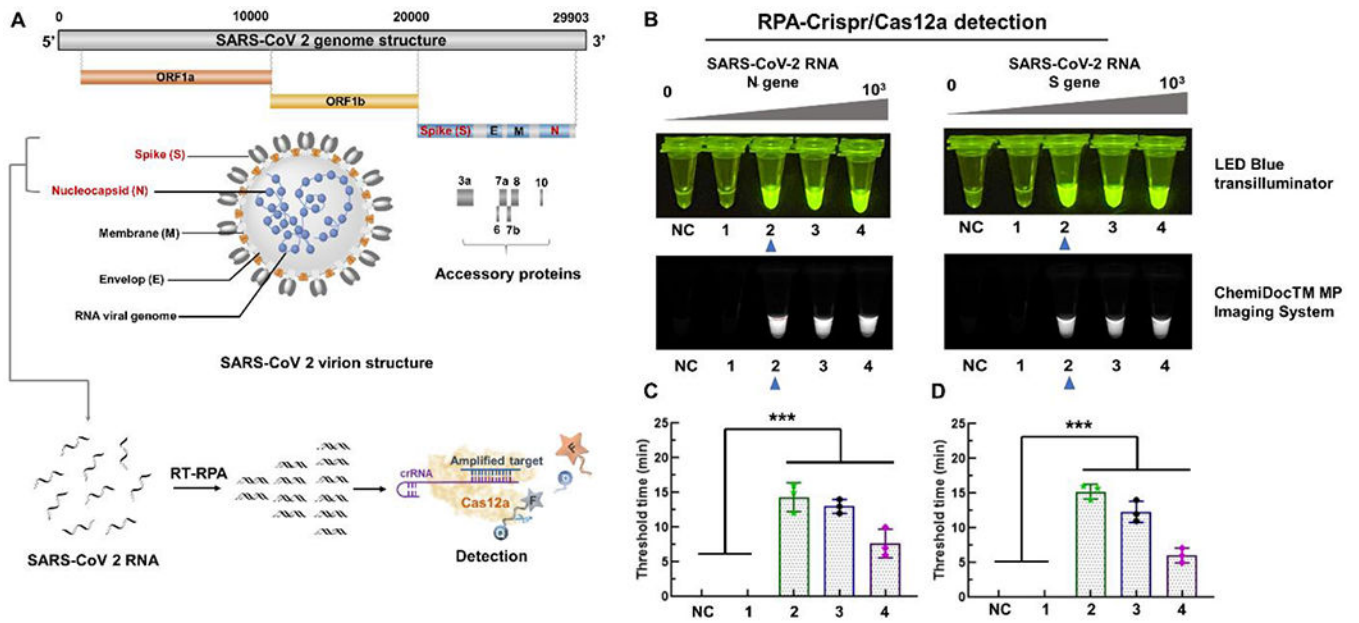 A
0 10000 20000 29903
5' SARS-CoV 2 genome structure 3'
ORF1a
ORF1b
Spike (S) E M N
Spike (S)
Nucleocapsid (N)
Membrane (M)
Envelop (E)
RNA viral genome
3a 7a 8 10
6 7b
Accessory proteins
SARS-CoV 2 virion structure
RT-RPA
SARS-CoV 2 RNA
crRNA
Amplified target
Cas12a
F
Q
F
Q
Detection
B
RPA-Crispr/Cas12a detection
SARS-CoV-2 RNA
N gene
0 10³
NC 1 2 3 4
NC 1 2 3 4
SARS-CoV-2 RNA
S gene
0 10³
NC 1 2 3 4
NC 1 2 3 4
LED Blue
transilluminator
ChemiDocTM MP
Imaging System
C
Threshold time (min)
25
20
15
10
5
0
***
NC 1 2 3 4
D
Threshold time (min)
25
20
15
10
5
0
***
NC 1 2 3 4